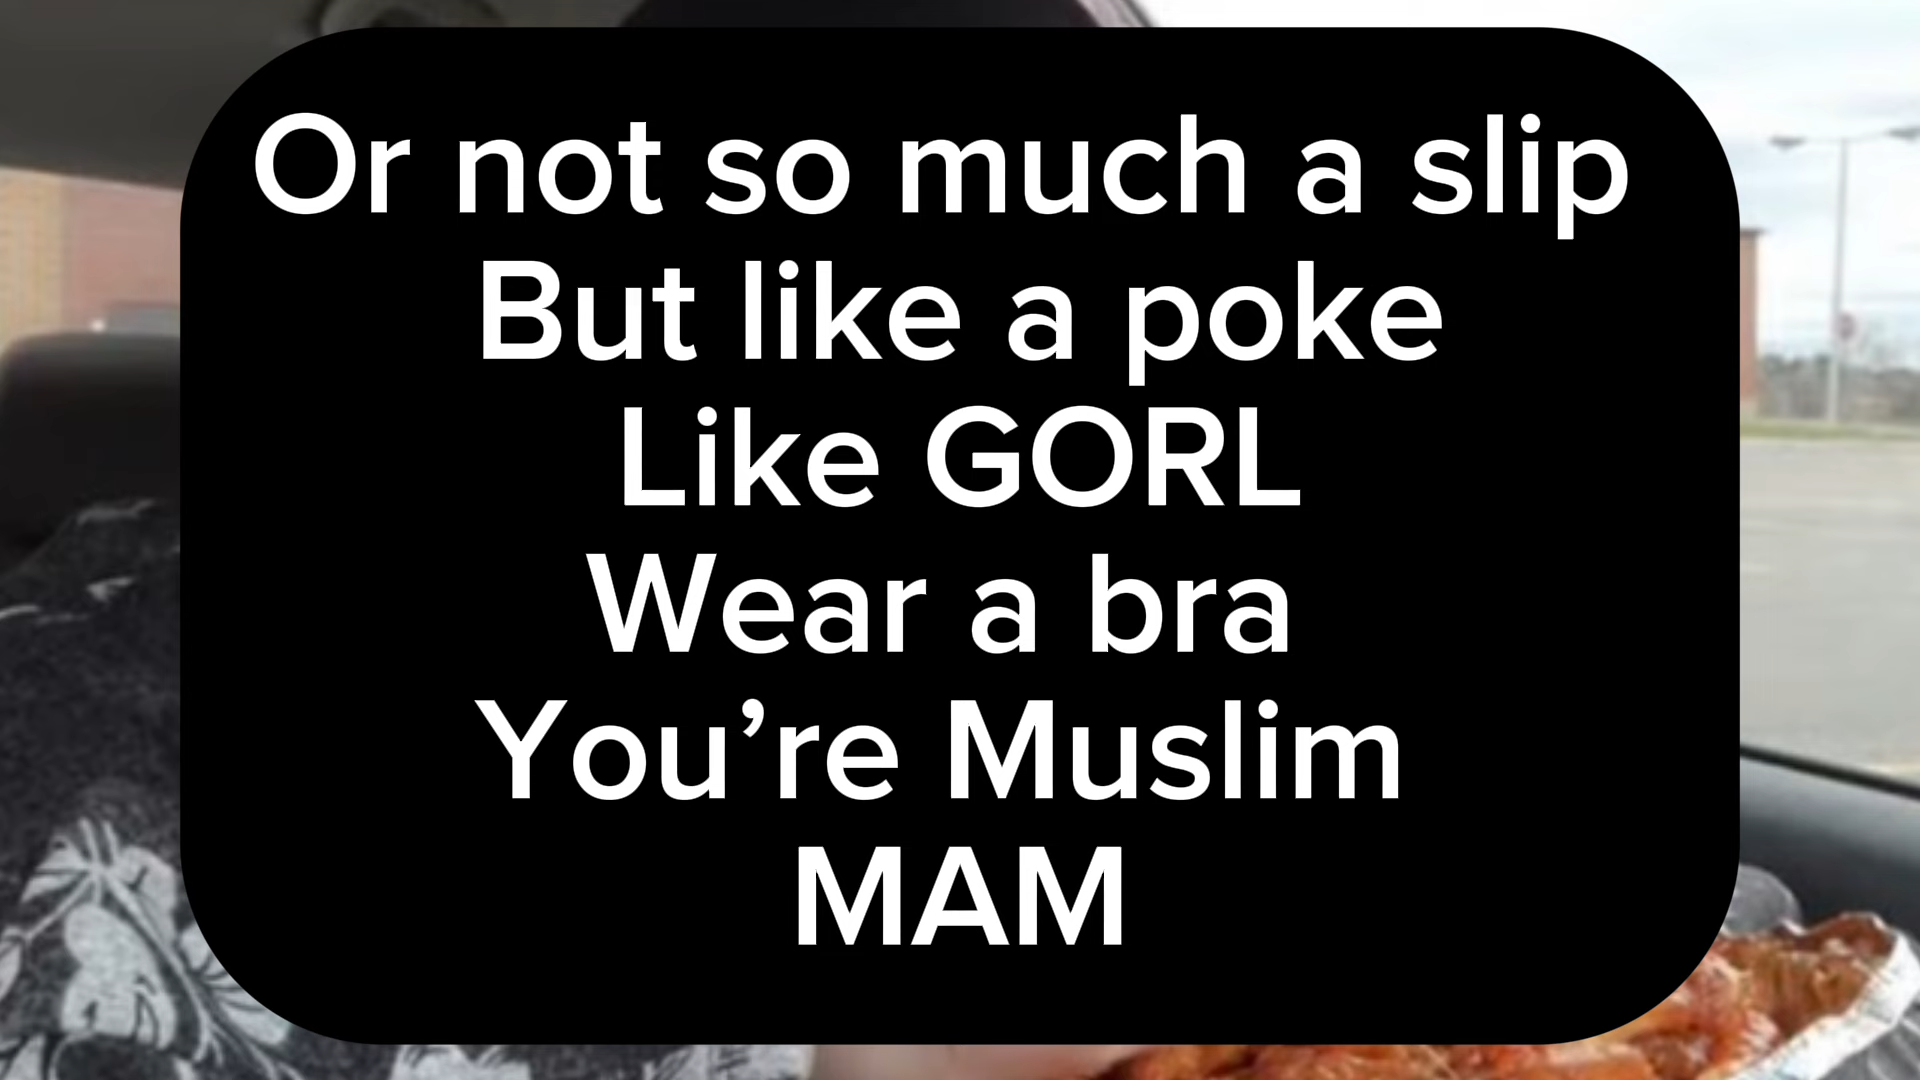 Or not so much a slip
But like a poke
Like GORL
Wear a bra
You’re Muslim
MAM